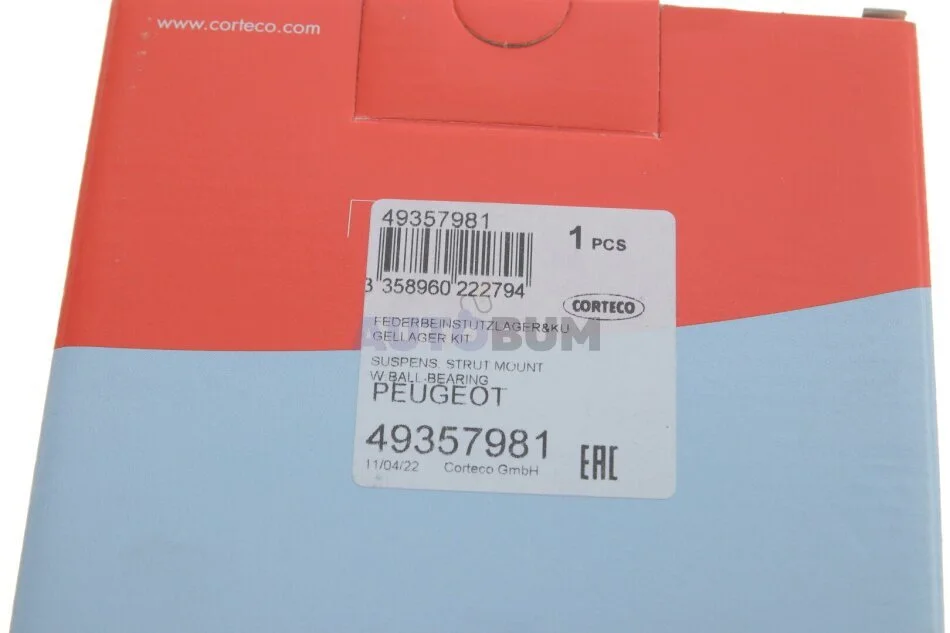 www.corteco.com
49357981
1 PCS
3 358960 222794
CORTECO
FEDERBEINSTUTZLAGER&KU
GELLAGER KIT
AUTOBUM
SUSPENS. STRUT MOUNT
W.BALL-BEARING
PEUGEOT
49357981
11/04/22 Corteco GmbH
EAC